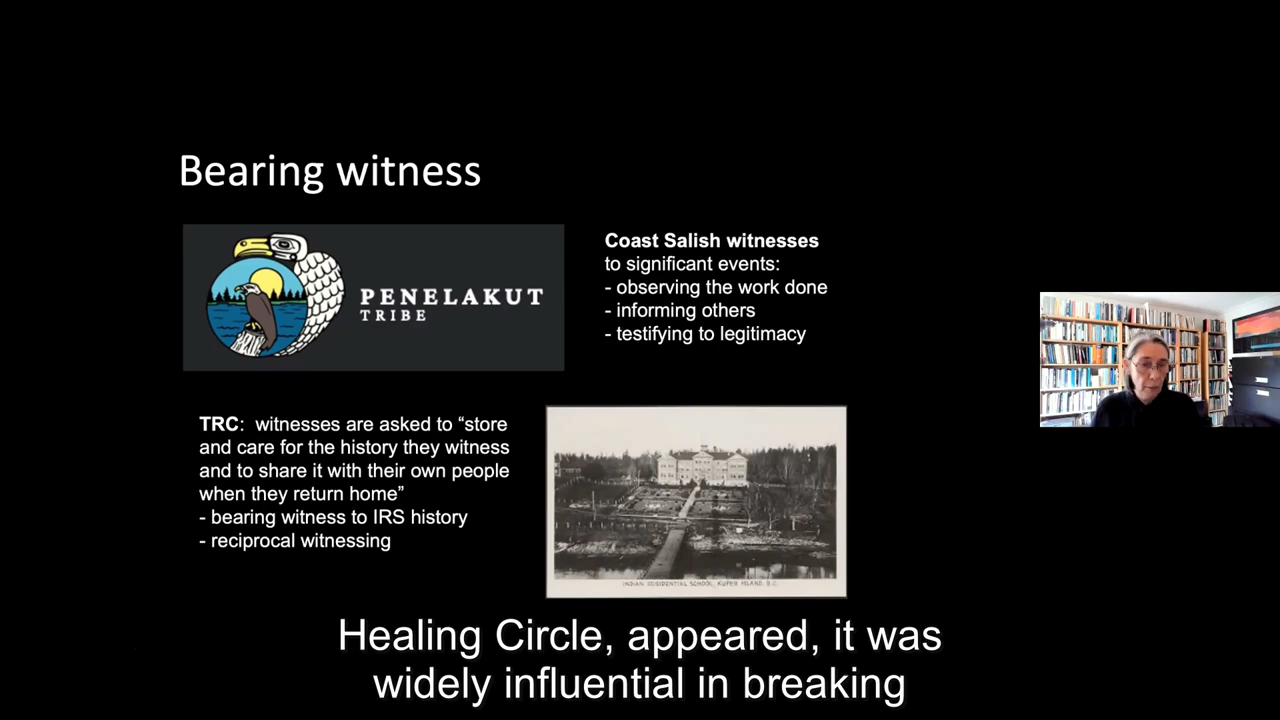 Bearing witness
PENELAKUT
TRIBE
Coast Salish witnesses
to significant events:
- observing the work done
- informing others
- testifying to legitimacy
TRC:  witnesses are asked to “store
and care for the history they witness
and to share it with their own people
when they return home”
- bearing witness to IRS history
- reciprocal witnessing
INDIAN RESIDENTIAL SCHOOL, KUPER ISLAND, B.C.
Healing Circle, appeared, it was
widely influential in breaking